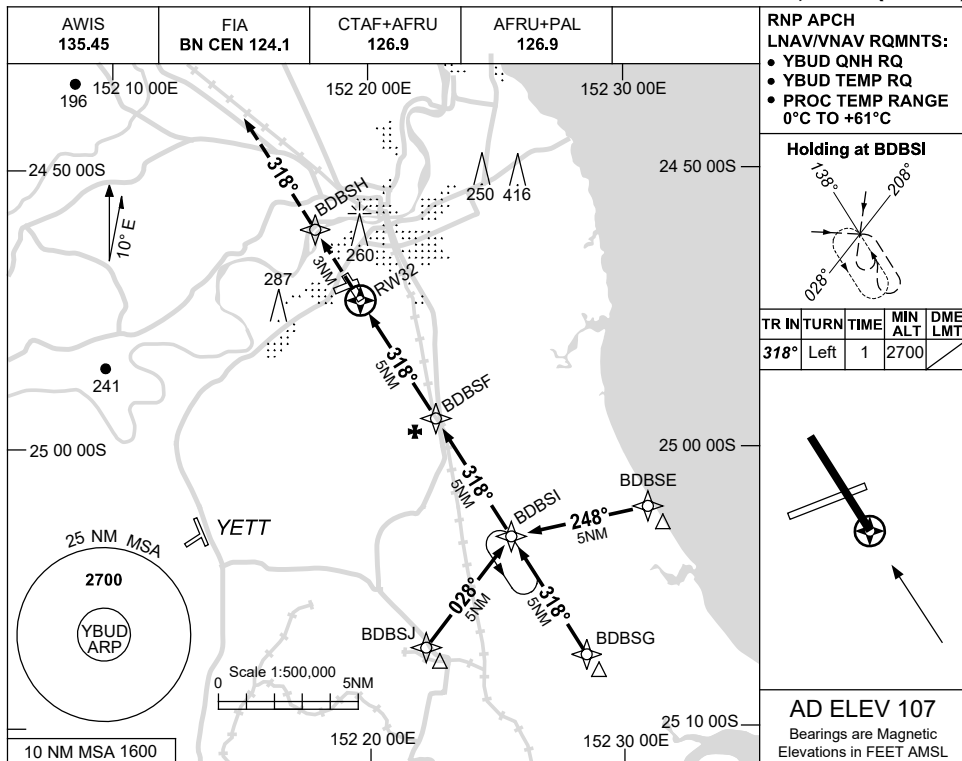 AWIS
135.45
FIA
BN CEN 124.1
CTAF+AFRU
126.9
AFRU+PAL
126.9
RNP APCH
LNAV/VNAV RQMNTS:
• YBUD QNH RQ
• YBUD TEMP RQ
• PROC TEMP RANGE
0°C TO +61°C
Holding at BDBSI
138°
208°
028°
TR IN TURN TIME MIN ALT DME LMT
318° Left 1 2700
152 10 00E
152 20 00E
152 30 00E
196
24 50 00S
24 50 00S
318°
BDBSH
250
416
10° E
260
3NM
RW32
287
318°
5NM
241
BDBSF
25 00 00S
25 00 00S
318°
5NM
BDBSI
BDBSE
248°
5NM
YETT
25 NM MSA
2700
YBUD
ARP
028°
5NM
318°
5NM
BDBSJ
BDBSG
Scale 1:500,000
0
5NM
25 10 00S
10 NM MSA 1600
152 20 00E
152 30 00E
AD ELEV 107
Bearings are Magnetic
Elevations in FEET AMSL